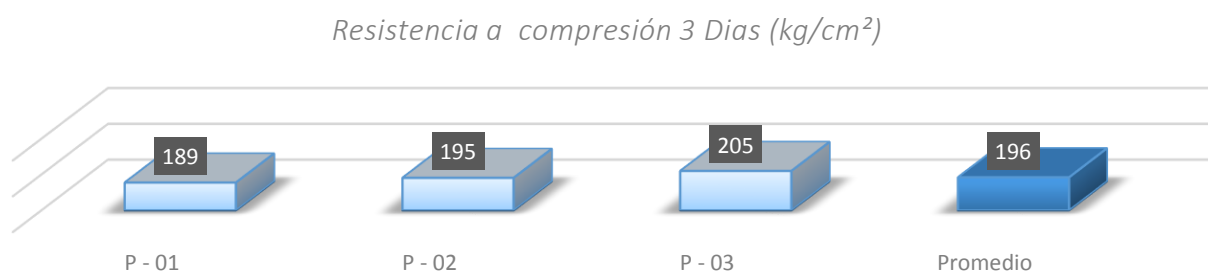 Resistencia a compresión 3 Dias (kg/cm²)
189
195
205
196
P - 01
P - 02
P - 03
Promedio